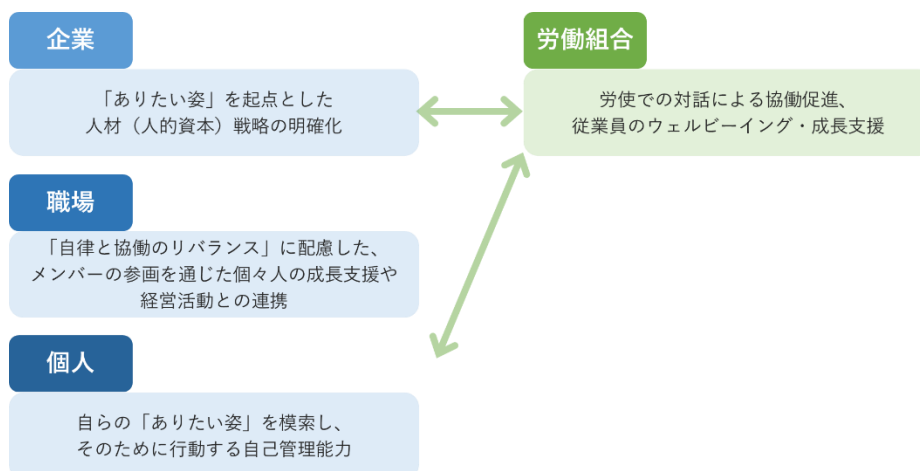 企業
「ありたい姿」を起点とした
人材（人的資本）戦略の明確化
労働組合
労使での対話による協働促進、
従業員のウェルビーイング・成長支援
職場
「自律と協働のリバランス」に配慮した、
メンバーの参画を通じた個々人の成長支援や
経営活動との連携
個人
自らの「ありたい姿」を模索し、
そのために行動する自己管理能力